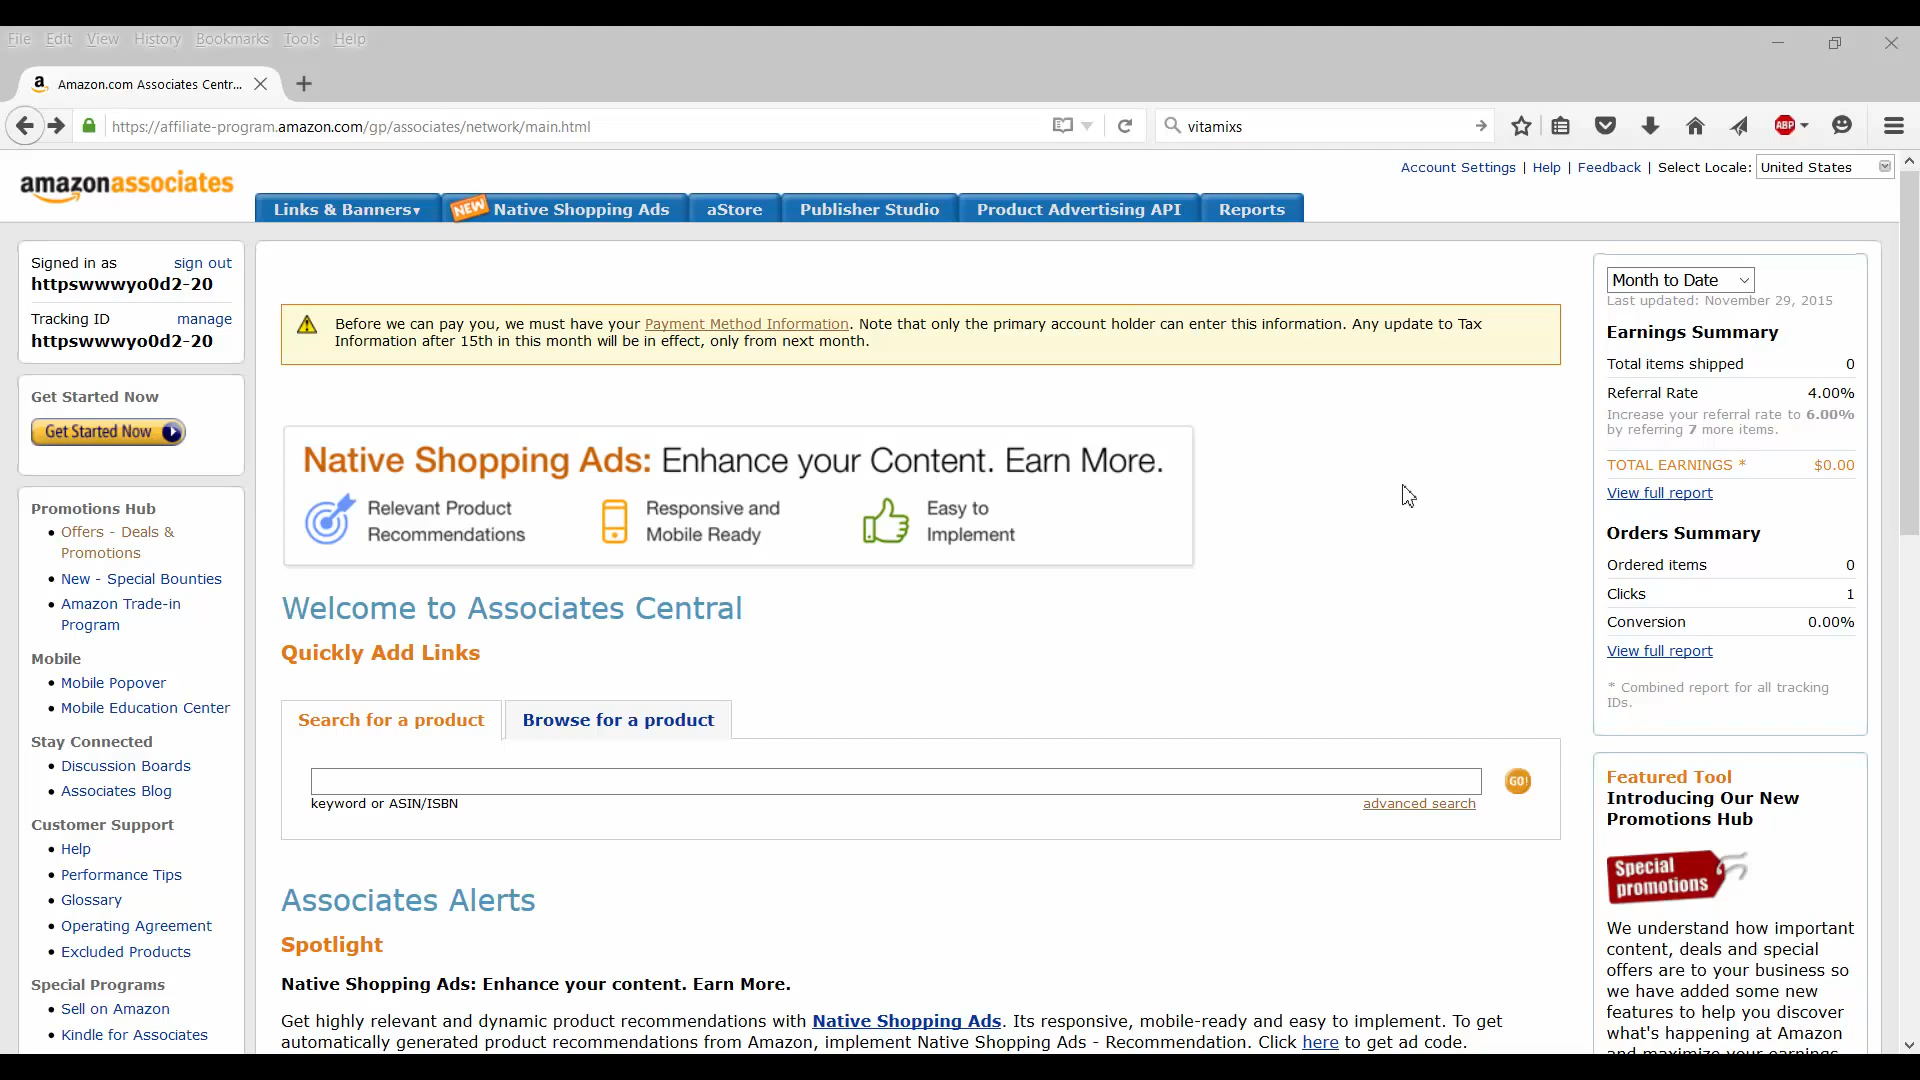 File Edit View History Bookmarks Tools Help
Amazon.com Associates Centr...
https://affiliate-program.amazon.com/gp/associates/network/main.html
vitamixs
ABP
Account Settings | Help | Feedback | Select Locale: United States
amazonassociates
Links & Banners
NEW Native Shopping Ads
aStore
Publisher Studio
Product Advertising API
Reports
Signed in as sign out
httpswwwyo0d2-20
Tracking ID manage
httpswwwyo0d2-20
Get Started Now
Get Started Now
Promotions Hub
Offers - Deals &
Promotions
New - Special Bounties
Amazon Trade-in
Program
Mobile
Mobile Popover
Mobile Education Center
Stay Connected
Discussion Boards
Associates Blog
Customer Support
Help
Performance Tips
Glossary
Operating Agreement
Excluded Products
Special Programs
Sell on Amazon
Kindle for Associates
Before we can pay you, we must have your Payment Method Information. Note that only the primary account holder can enter this information. Any update to Tax
Information after 15th in this month will be in effect, only from next month.
Native Shopping Ads: Enhance your Content. Earn More.
Relevant Product
Recommendations
Responsive and
Mobile Ready
Easy to
Implement
Welcome to Associates Central
Quickly Add Links
Search for a product
Browse for a product
GO!
keyword or ASIN/ISBN
advanced search
Associates Alerts
Spotlight
Native Shopping Ads: Enhance your content. Earn More.
Get highly relevant and dynamic product recommendations with Native Shopping Ads. Its responsive, mobile-ready and easy to implement. To get
automatically generated product recommendations from Amazon, implement Native Shopping Ads - Recommendation. Click here to get ad code.
Month to Date
Last updated: November 29, 2015
Earnings Summary
Total items shipped 0
Referral Rate 4.00%
Increase your referral rate to 6.00%
by referring 7 more items.
TOTAL EARNINGS * $0.00
View full report
Orders Summary
Ordered items 0
Clicks 1
Conversion 0.00%
View full report
* Combined report for all tracking
IDs.
Featured Tool
Introducing Our New
Promotions Hub
Special
promotions
We understand how important
content, deals and special
offers are to your business so
we have added some new
features to help you discover
what's happening at Amazon
and maximize your earnings